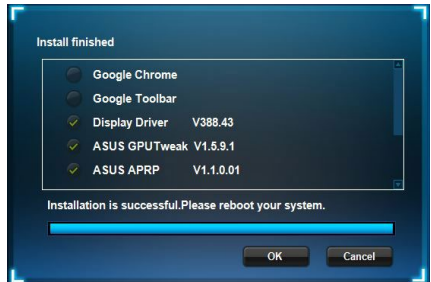 Install finished
Google Chrome
Google Toolbar
Display Driver V388.43
ASUS GPUTweak V1.5.9.1
ASUS APRP V1.1.0.01
Installation is successful.Please reboot your system.
OK Cancel